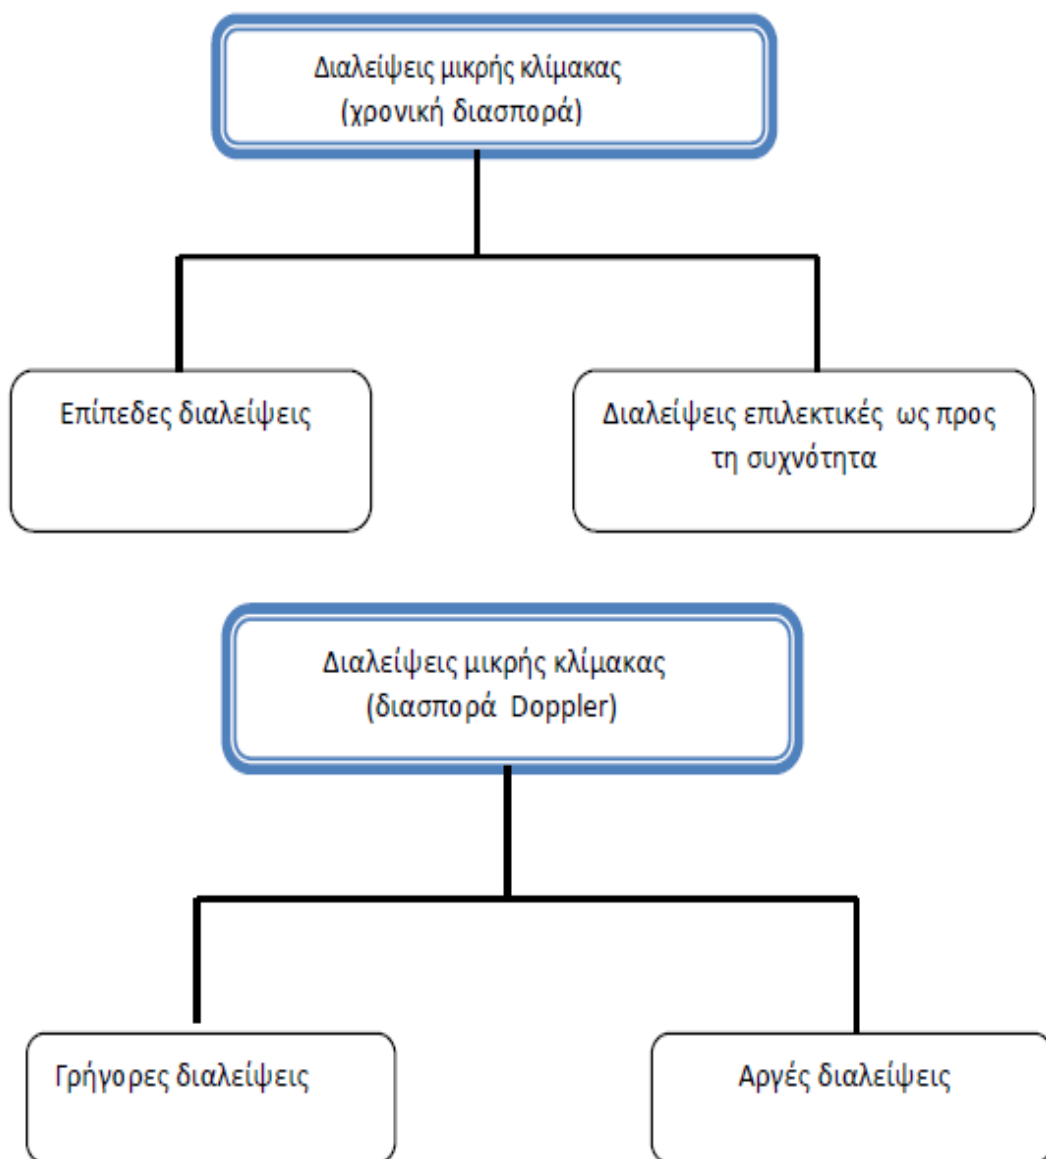 Διαλείψεις μικρής κλίμακας
(χρονική διασπορά)
Επίπεδες διαλείψεις
Διαλείψεις επιλεκτικές ως προς
τη συχνότητα
Διαλείψεις μικρής κλίμακας
(διασπορά Doppler)
Γρήγορες διαλείψεις
Αργές διαλείψεις